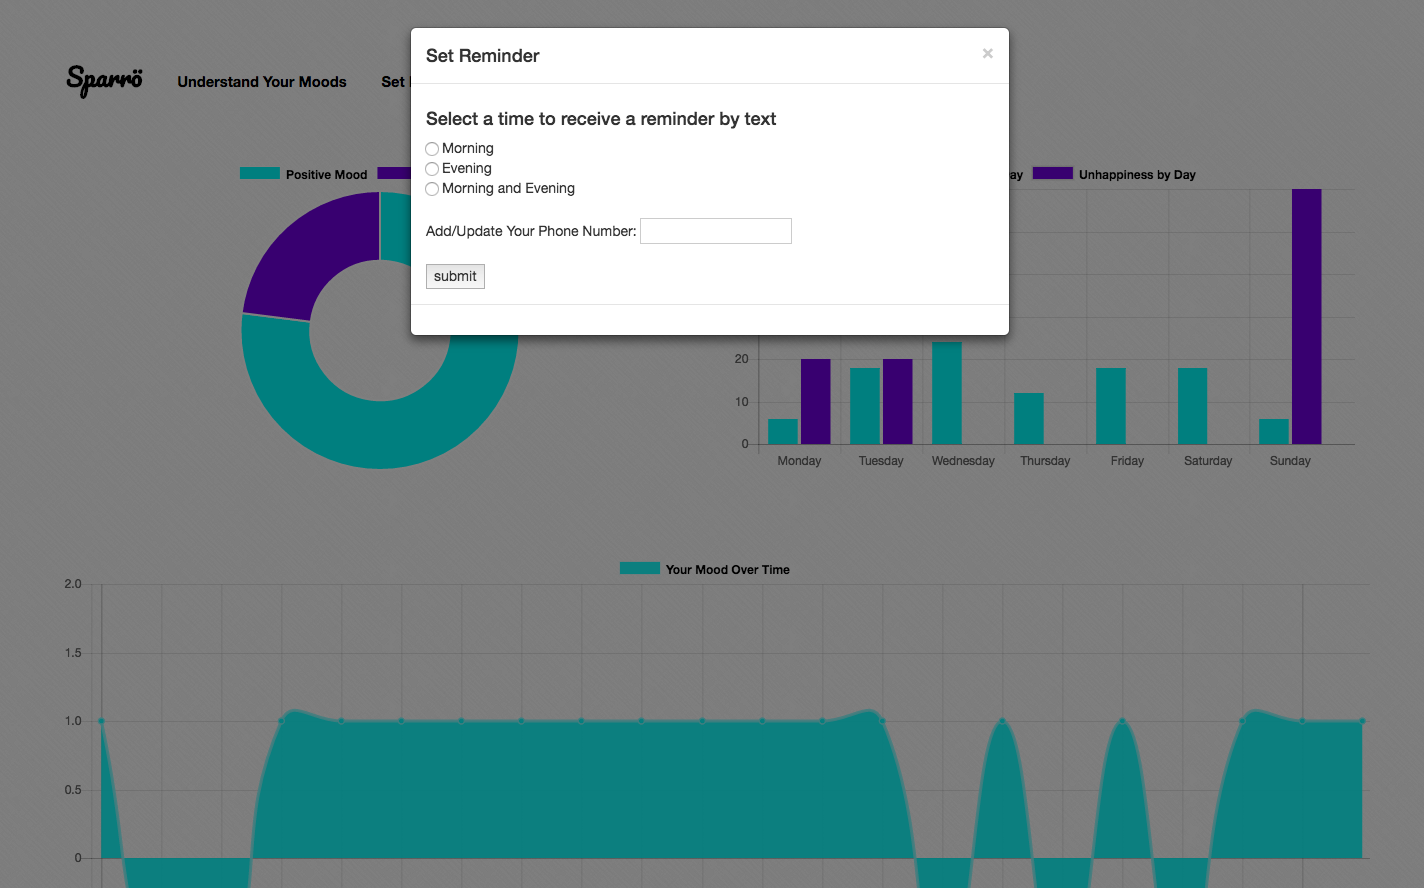 Set Reminder
×
Sparrö
Understand Your Moods
Set
Select a time to receive a reminder by text
Morning
Evening
Morning and Evening
Add/Update Your Phone Number:
submit
Positive Mood
ay
Unhappiness by Day
20
10
0
Monday
Tuesday
Wednesday
Thursday
Friday
Saturday
Sunday
Your Mood Over Time
2.0
1.5
1.0
0.5
0